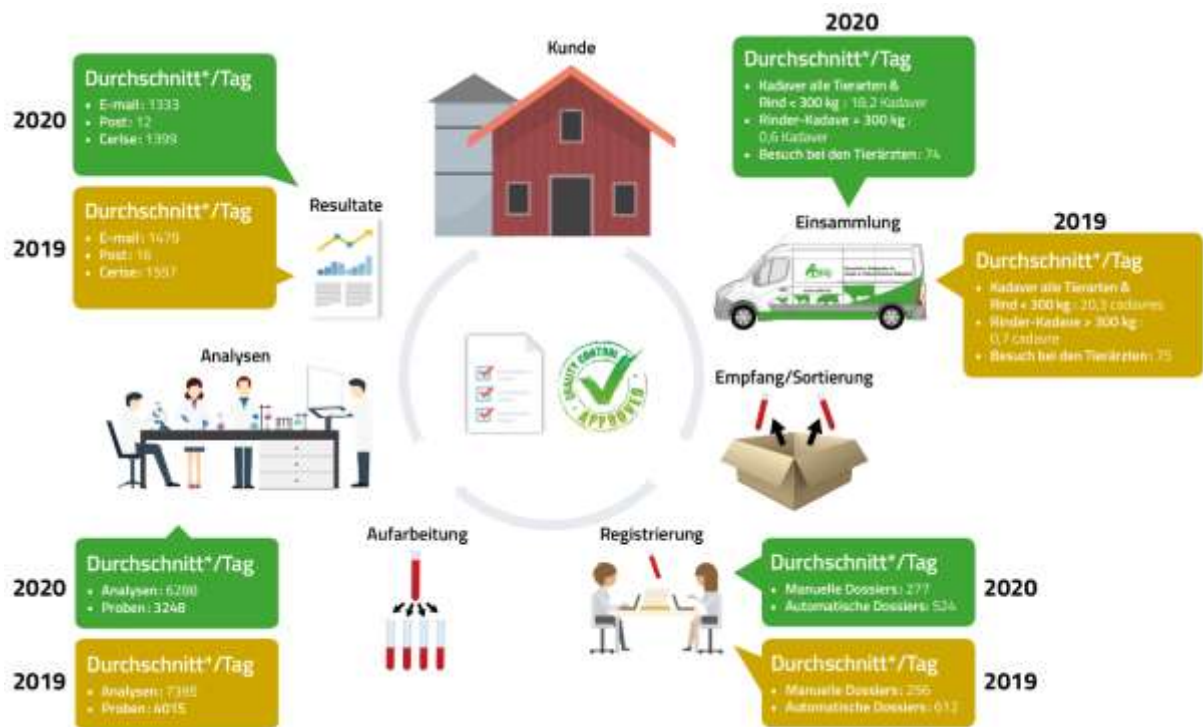 Kunde
2020
Durchschnitt*/Tag
• E-mail: 1333
• Post: 12
• Cerise: 1399
2019
Durchschnitt*/Tag
• E-mail: 1479
• Post: 16
• Cerise:
Resultate
2020
Durchschnitt*/Tag
• Kadaver alle Tierarten &
Rind < 300 kg : 18,2 Kadaver
• Rinder-Kadave > 300 kg :
0,6 Kadaver
• Besuch bei den Tierärzten : 74
Einsammlung
2019
Durchschnitt*/Tag
• Kadaver alle Tierarten &
Rind < 300 kg : 20,3 cadavres
• Rinder-Kadave > 300 kg :
0,7 cadavre
• Besuch bei den Tierärzten : 75
Analysen
QUALITY CONTROL
APPROVED
Empfang/Sortierung
Aufarbeitung
Registrierung
2020
Durchschnitt*/Tag
• Analysen:
• Proben: 3248
2019
Durchschnitt*/Tag
• Analysen:
• Proben: 4015
Durchschnitt*/Tag
• Manuelle Dossiers: 277
• Automatische Dossiers: 524
2020
Durchschnitt*/Tag
• Manuelle Dossiers: 256
• Automatische Dossiers: 612
2019